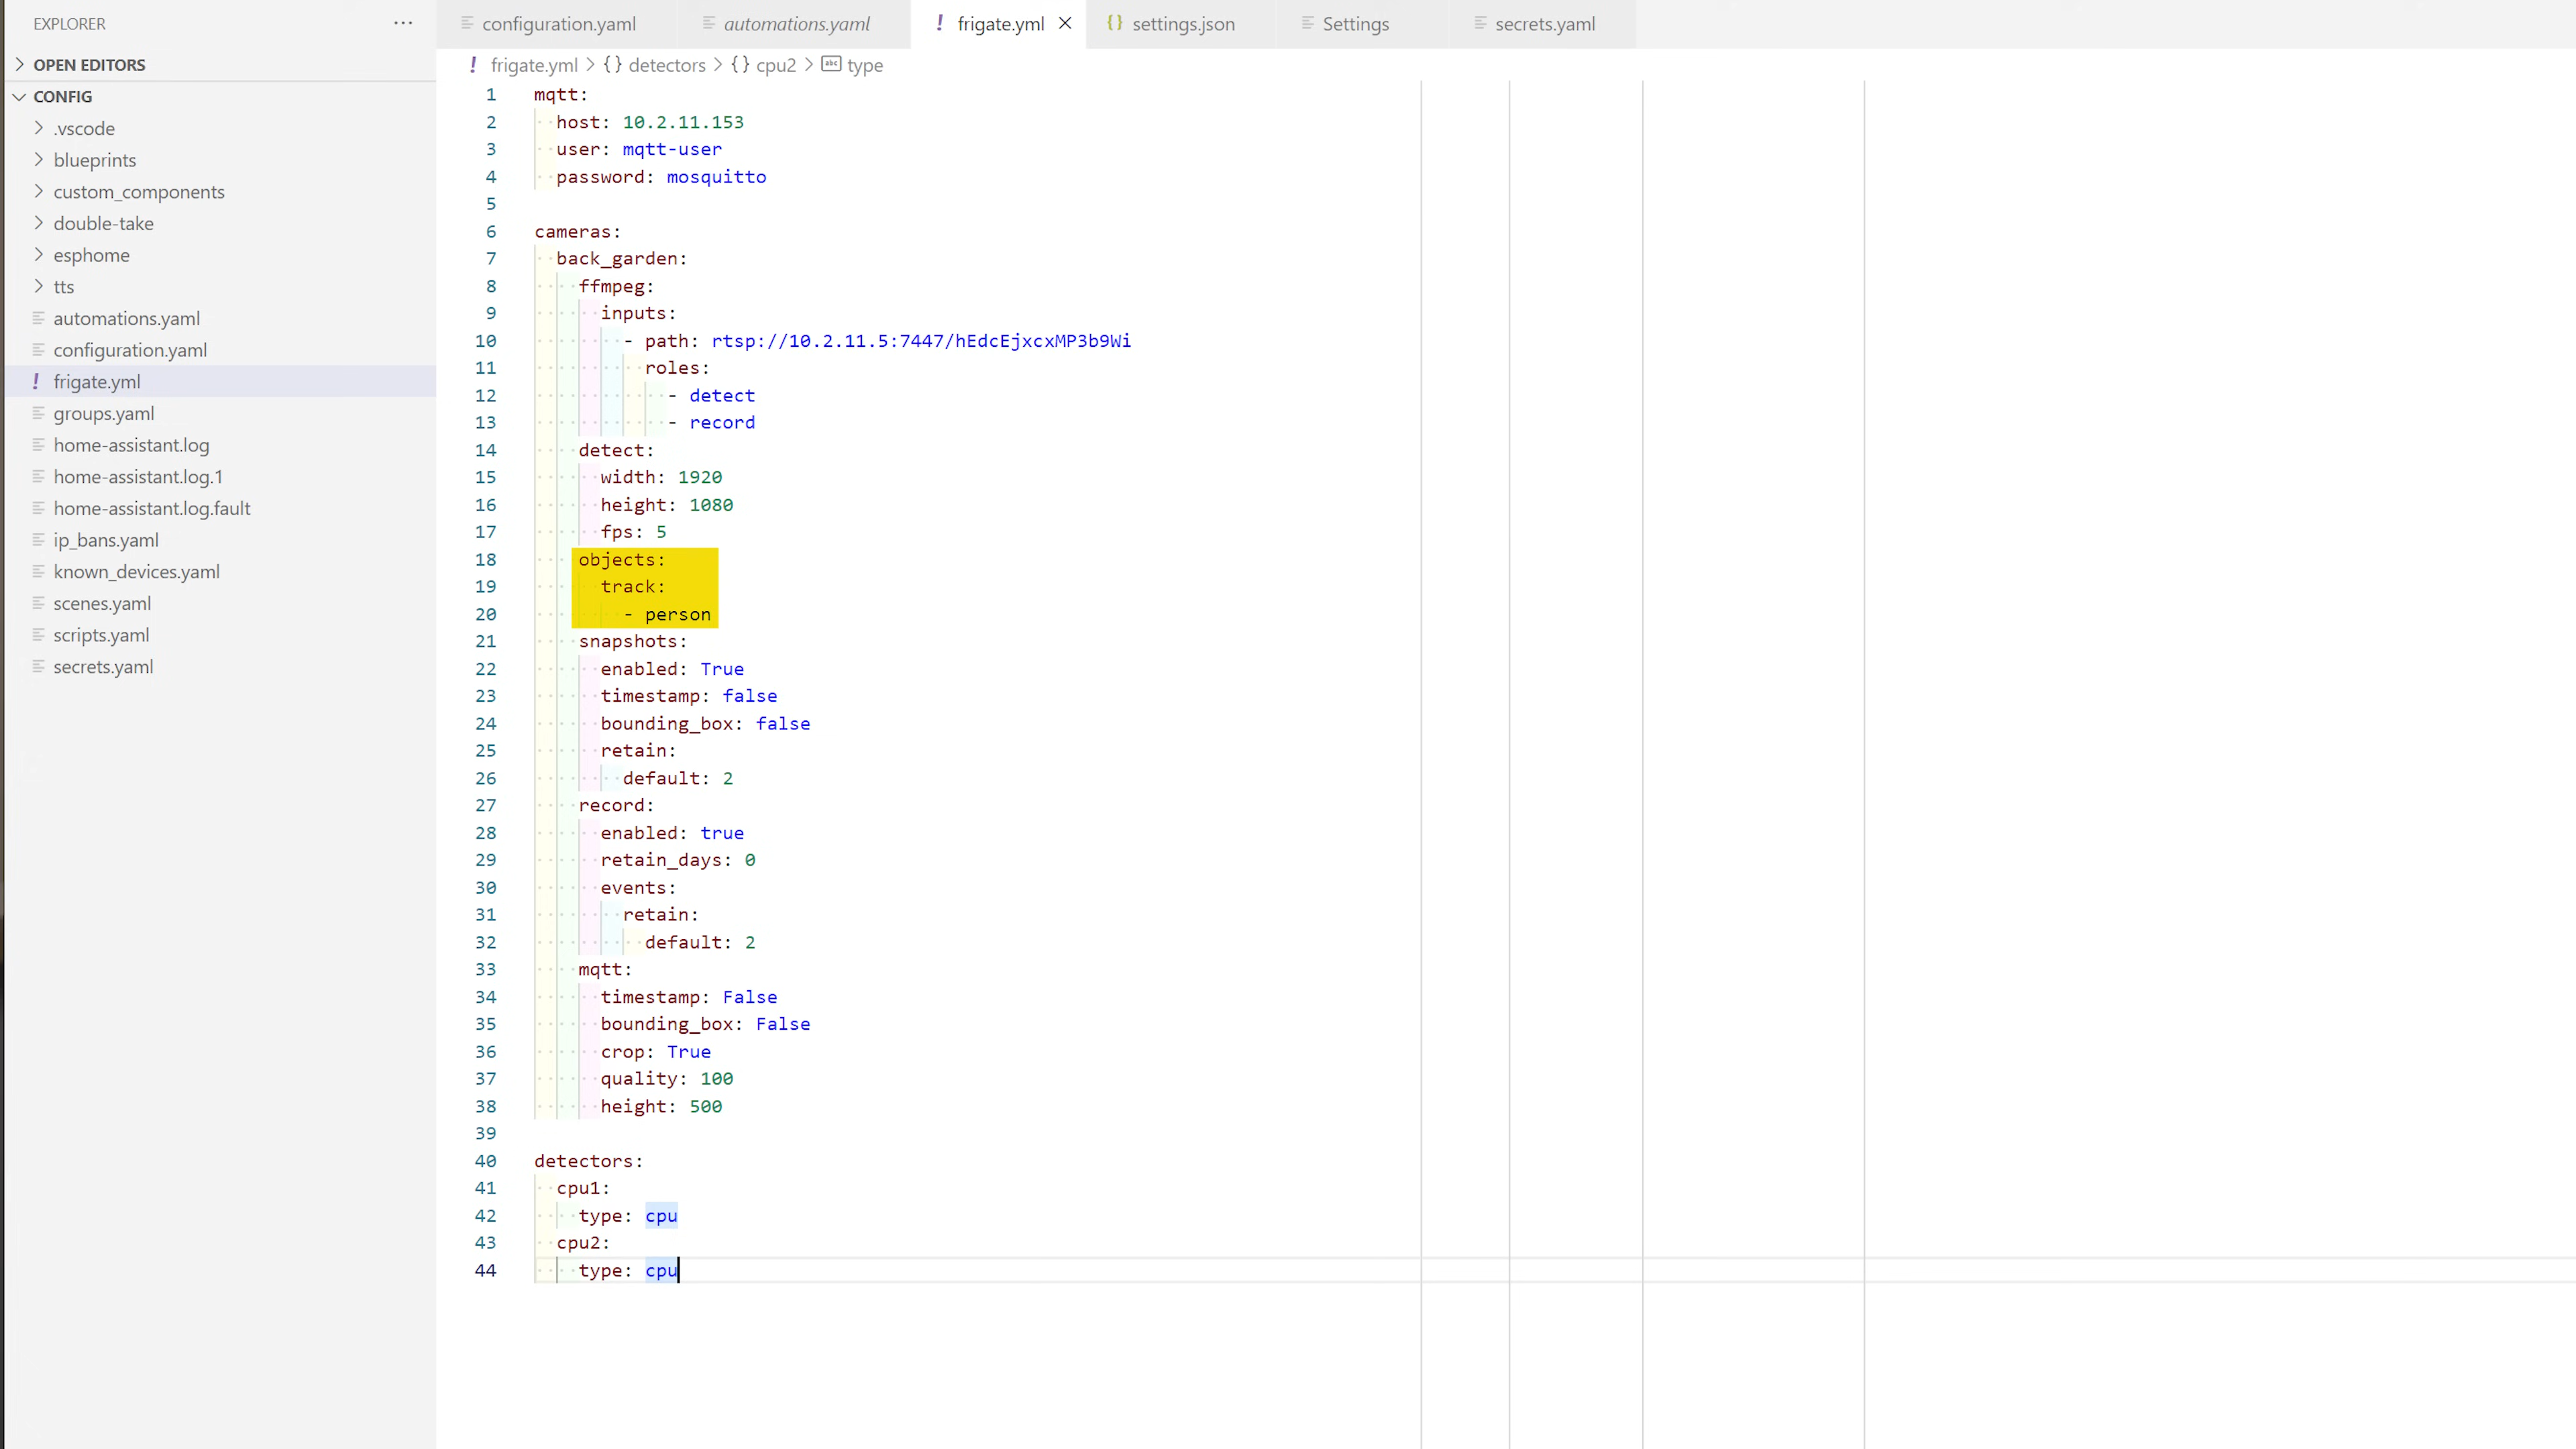 EXPLORER
OPEN EDITORS
CONFIG
.vscode
blueprints
custom_components
double-take
esphome
tts
automations.yaml
configuration.yaml
! frigate.yml
groups.yaml
home-assistant.log
home-assistant.log.1
home-assistant.log.fault
ip_bans.yaml
known_devices.yaml
scenes.yaml
scripts.yaml
secrets.yaml
configuration.yaml
automations.yaml
! frigate.yml
{} settings.json
Settings
secrets.yaml
! frigate.yml > {} detectors > {} cpu2 > abc type
1 mqtt:
2 host: 10.2.11.153
3 user: mqtt-user
4 password: mosquitto
5
6 cameras:
7 back_garden:
8 ffmpeg:
9 inputs:
10 - path: rtsp://10.2.11.5:7447/hEdcEjxcxMP3b9Wi
11 roles:
12 - detect
13 - record
14 detect:
15 width: 1920
16 height: 1080
17 fps: 5
18 objects:
19 track:
20 - person
21 snapshots:
22 enabled: True
23 timestamp: false
24 bounding_box: false
25 retain:
26 default: 2
27 record:
28 enabled: true
29 retain_days: 0
30 events:
31 retain:
32 default: 2
33 mqtt:
34 timestamp: False
35 bounding_box: False
36 crop: True
37 quality: 100
38 height: 500
39
40 detectors:
41 cpu1:
42 type: cpu
43 cpu2:
44 type: cpu